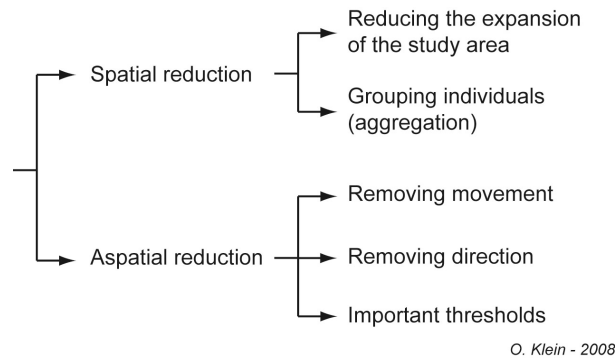 Spatial reduction
Reducing the expansion
of the study area
Grouping individuals
(aggregation)
Aspatial reduction
Removing movement
Removing direction
Important thresholds
O. Klein - 2008